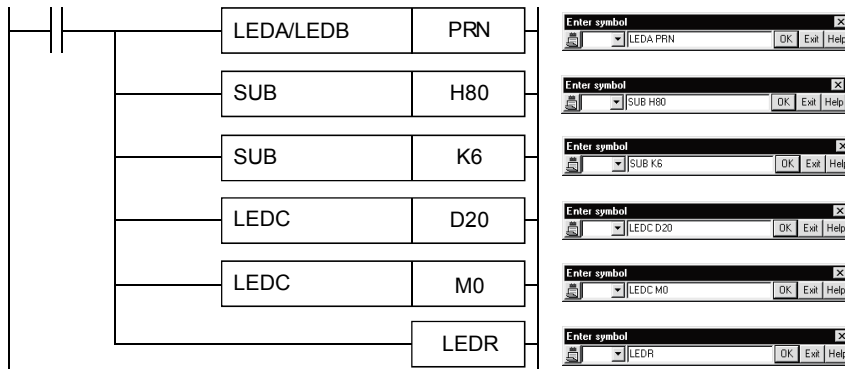 LEDA/LEDB PRN
Enter symbol
LEDA PRN OK Exit Help
SUB H80
Enter symbol
SUB H80 OK Exit Help
SUB K6
Enter symbol
SUB K6 OK Exit Help
LEDC D20
Enter symbol
LEDC D20 OK Exit Help
LEDC M0
Enter symbol
LEDC M0 OK Exit Help
LEDR
Enter symbol
LEDR OK Exit Help